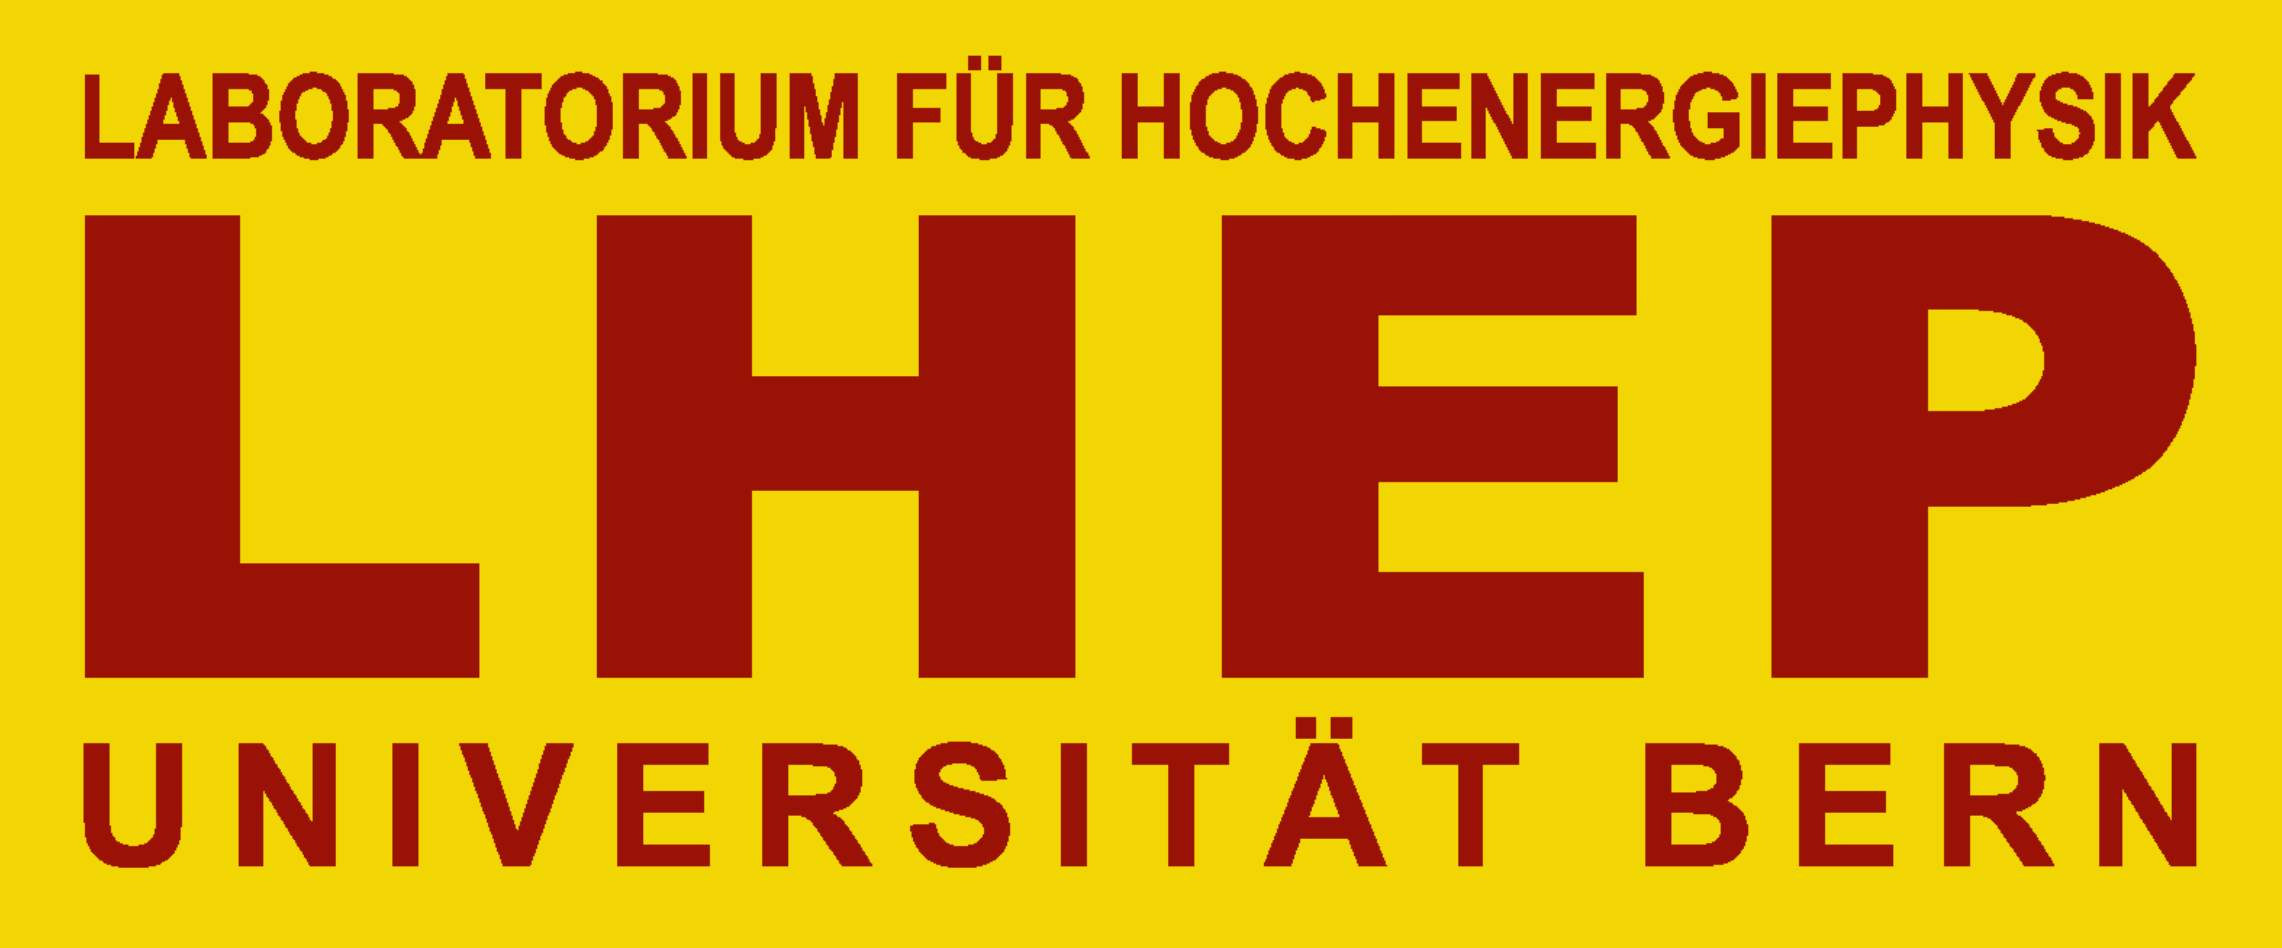 LABORATORIUM FÜR HOCHENERGIEPHYSIK
LHEP
UNIVERSITÄT BERN